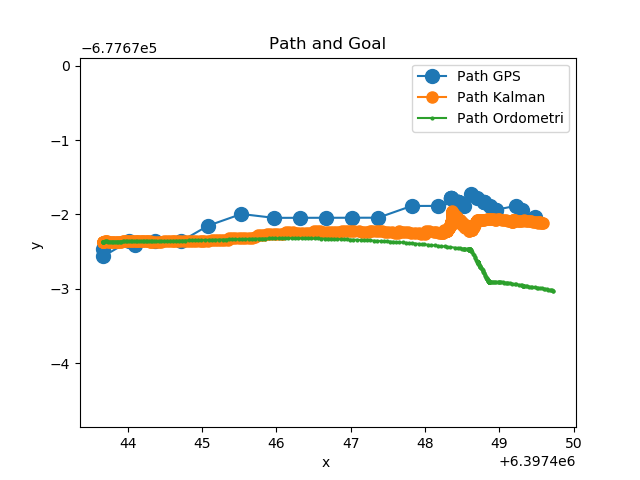 Path and Goal
−6.7767e5
Path GPS
Path Kalman
Path Ordometri
0
−1
−2
−3
−4
y
44 45 46 47 48 49 50
x
+6.3974e6